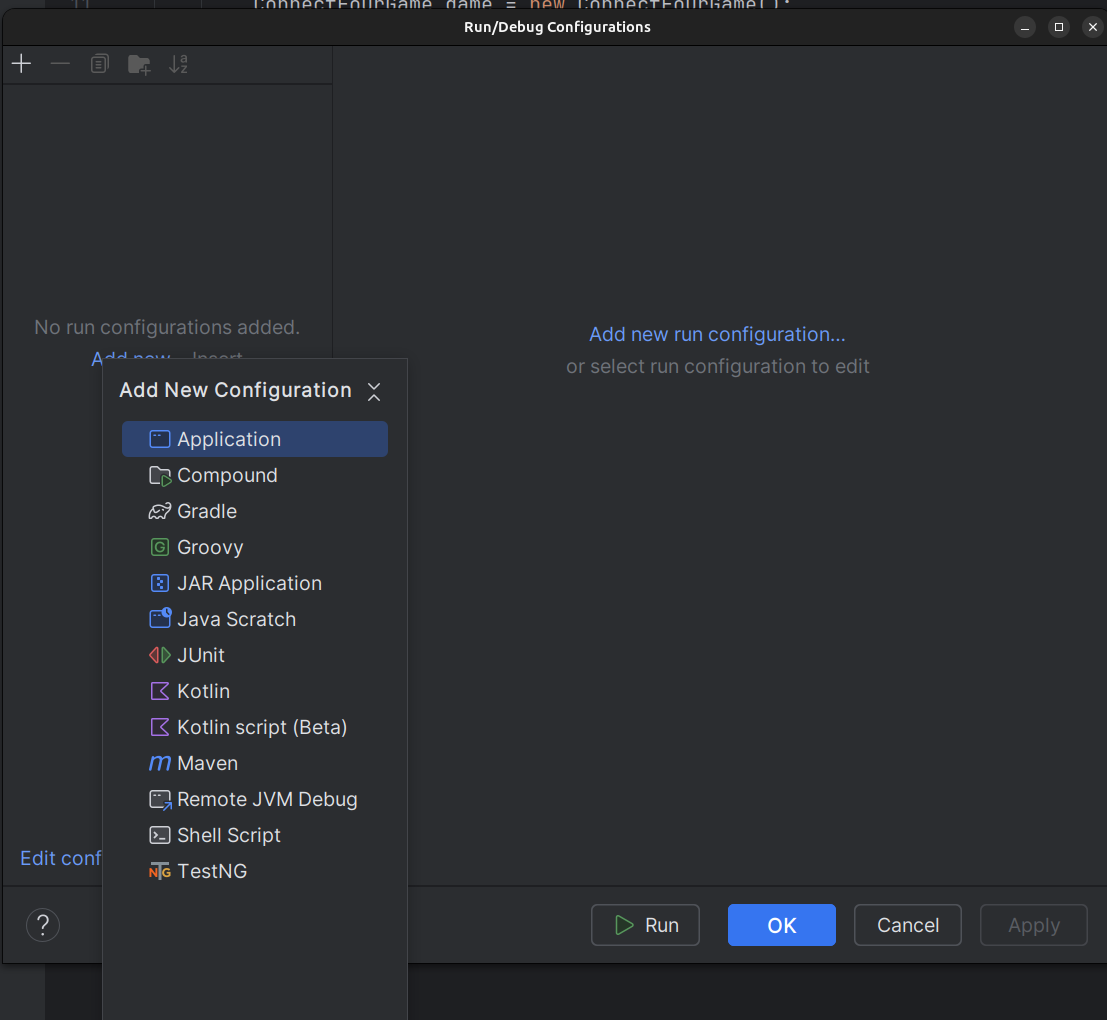 11 ConnectFourGame game = new ConnectFourGame();
Run/Debug Configurations
No run configurations added.
Add new... Insert
Add new run configuration...
or select run configuration to edit
Add New Configuration
Application
Compound
Gradle
Groovy
JAR Application
Java Scratch
JUnit
Kotlin
Kotlin script (Beta)
Maven
Remote JVM Debug
Shell Script
TestNG
Edit conf
? Run OK Cancel Apply